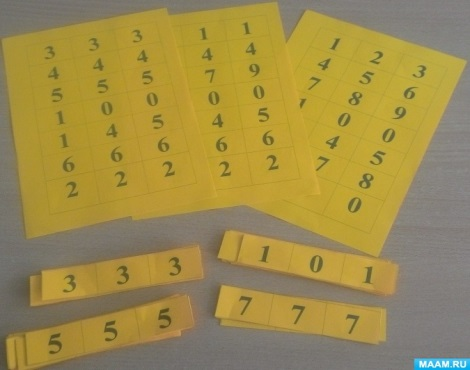 3 3 3
4 4 4
5 5 5
1 0 0
1 4 5
6 6 6
2 2 2
1 1
4 4
7 9
0 0
4 5
6 6
2 2
1 2 3
4 5 6
7 8 9
1 0 0
4 5
7 8
0
3 3 3
1 0 1
5 5 5
7 7 7
MAAM.RU